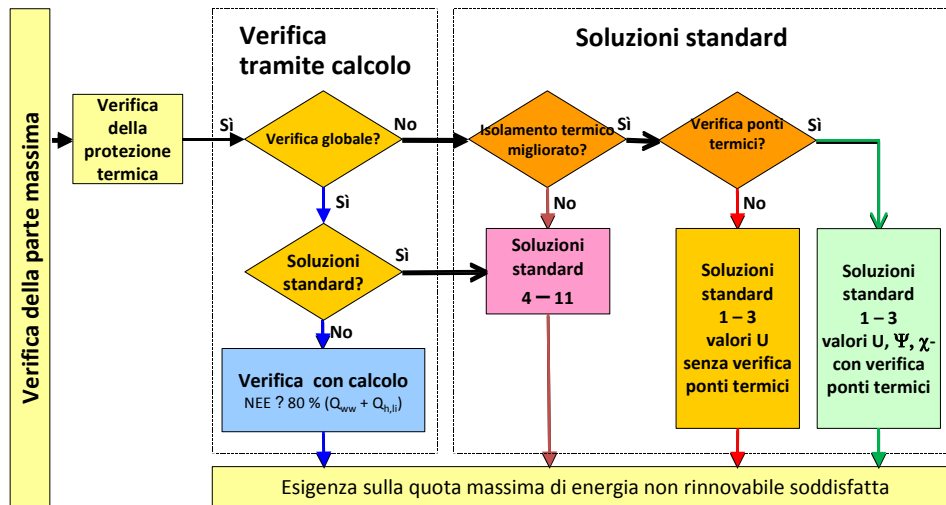 Verifica della parte massima
Verifica
della
protezione
termica
Sì
Verifica
tramite calcolo
Verifica globale?
No
Sì
Soluzioni
standard?
Sì
No
Verifica con calcolo
NEE ? 80 % (Qww + Qh,li)
Soluzioni standard
Isolamento termico
migliorato?
Sì
No
Verifica ponti
termici?
Sì
No
Soluzioni
standard
4 – 11
Soluzioni
standard
1 – 3
valori U
senza verifica
ponti termici
Soluzioni
standard
1 – 3
valori U, Ψ, χ-
con verifica
ponti termici
Esigenza sulla quota massima di energia non rinnovabile soddisfatta